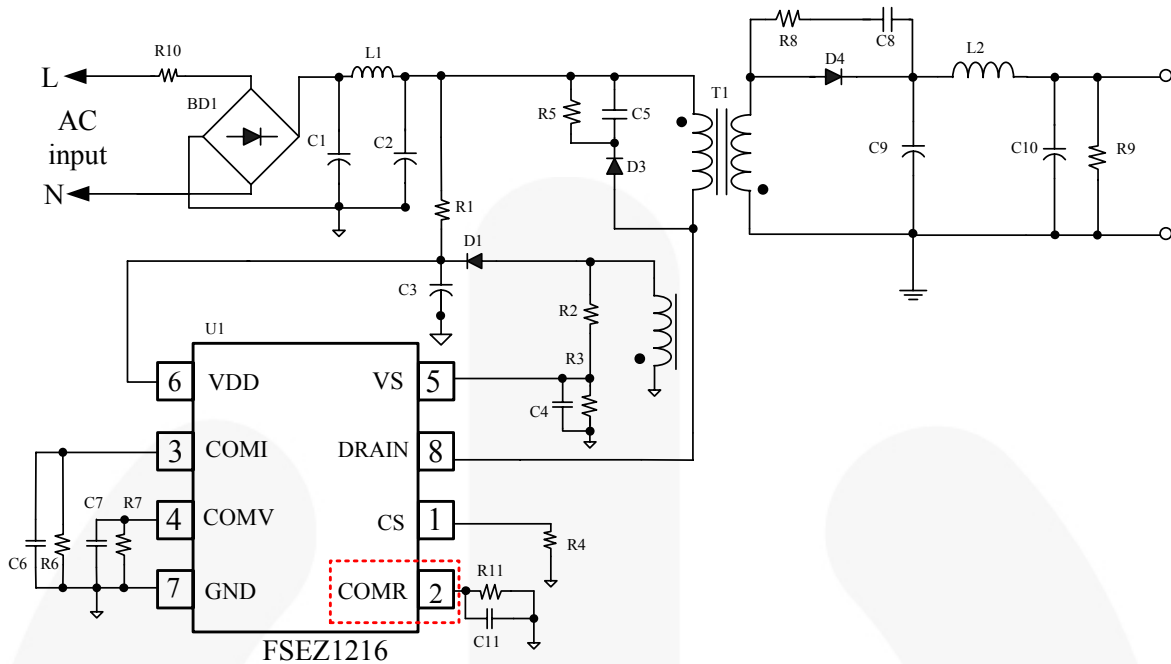 R10
L1
L
BD1
AC
input
N
C1
C2
R5
C5
D3
T1
R8
C8
D4
L2
C9
C10
R9
R1
D1
C3
R2
R3
C4
U1
6 VDD
VS 5
3 COMI
DRAIN 8
C7 R7
4 COMV
CS 1
C6 R6
R4
7 GND
COMR 2
R11
C11
FSEZ1216